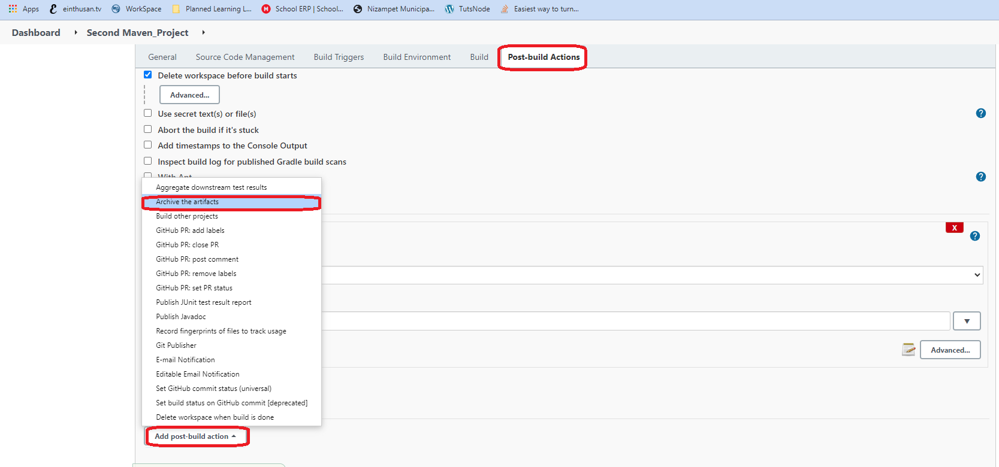 Apps einthusan.tv WorkSpace Planned Learning L... School ERP | School... Nizampet Municipa... TutsNode Easiest way to turn...
Dashboard Second Maven_Project
General Source Code Management Build Triggers Build Environment Build Post-build Actions
Delete workspace before build starts
Advanced...
Use secret text(s) or file(s)
Abort the build if it's stuck
Add timestamps to the Console Output
Inspect build log for published Gradle build scans
With Ant
Aggregate downstream test results
Archive the artifacts
Build other projects
X
GitHub PR: add labels
GitHub PR: close PR
GitHub PR: post comment
GitHub PR: remove labels
GitHub PR: set PR status
Publish JUnit test result report
Publish Javadoc
Record fingerprints of files to track usage
Git Publisher
Advanced...
E-mail Notification
Editable Email Notification
Set GitHub commit status (universal)
Set build status on GitHub commit [deprecated]
Delete workspace when build is done
Add post-build action